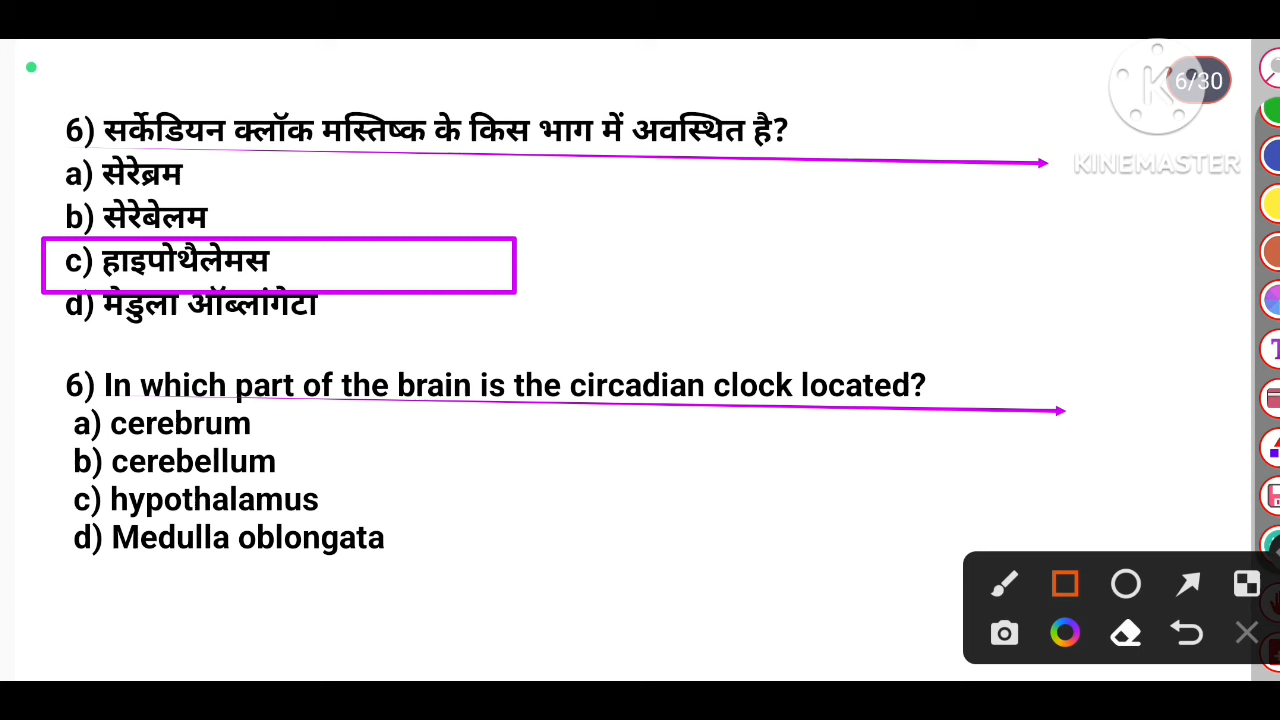 6/30
KINEMASTER
6) सर्केडियन क्लॉक मस्तिष्क के किस भाग में अवस्थित है?
a) सेरेब्रम
b) सेरेबेलम
c) हाइपोथैलेमस
d) मेडुला ऑब्लांगेटा
6) In which part of the brain is the circadian clock located?
a) cerebrum
b) cerebellum
c) hypothalamus
d) Medulla oblongata